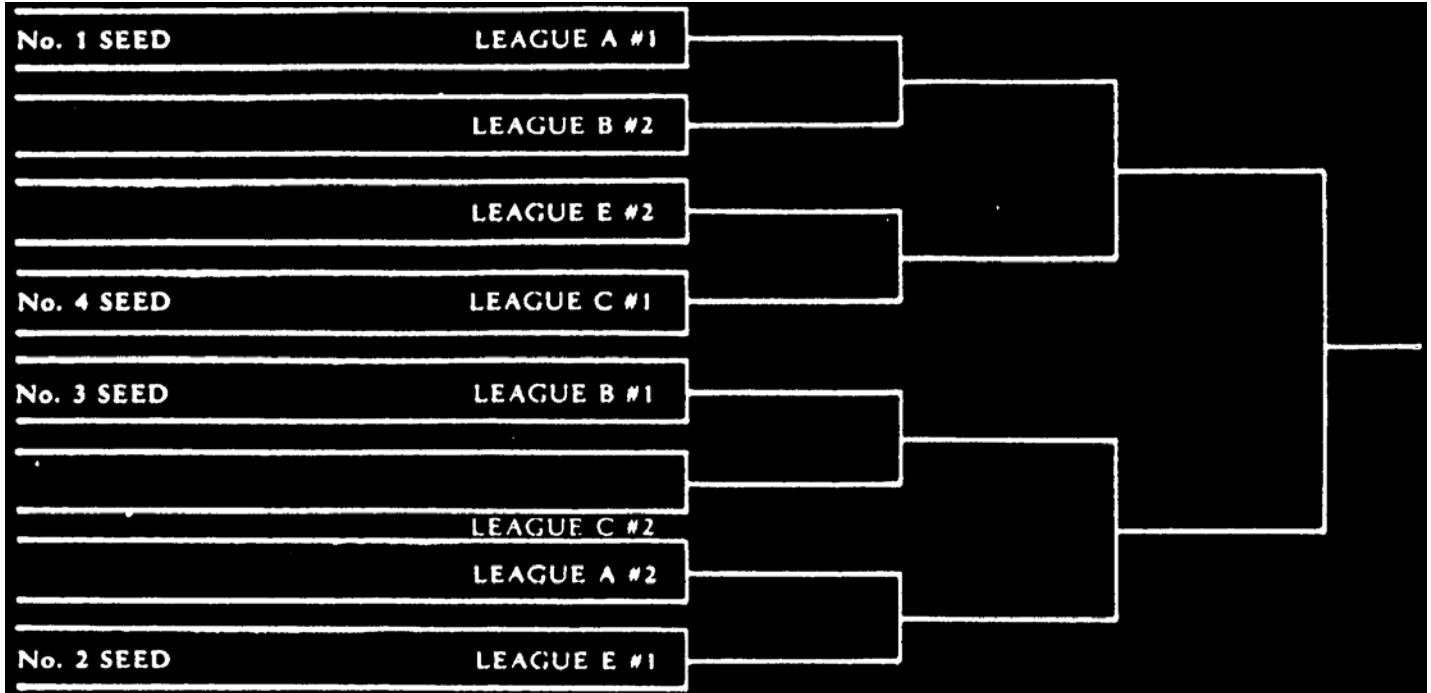 No. 1 SEED LEAGUE A #1
LEAGUE B #2
LEAGUE E #2
No. 4 SEED LEAGUE C #1
No. 3 SEED LEAGUE B #1
LEAGUE C #2
LEAGUE A #2
No. 2 SEED LEAGUE E #1